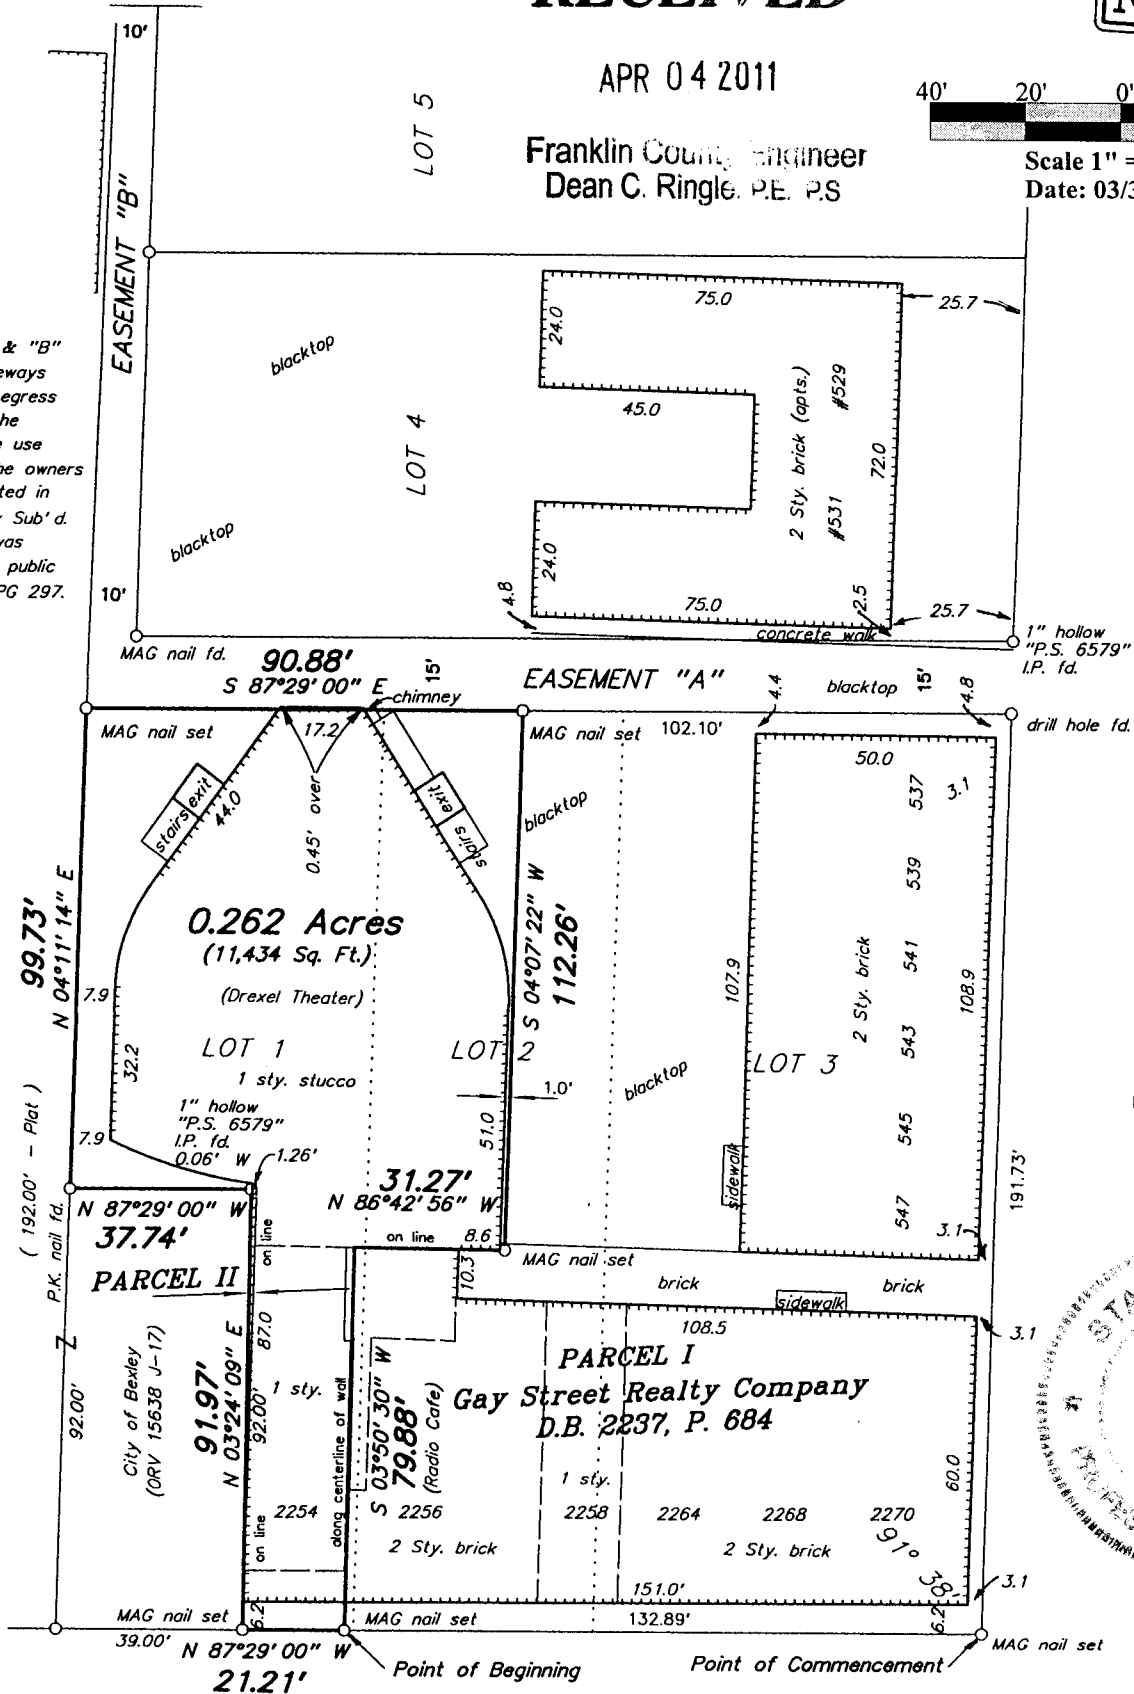 RECEIVED
APR 04 2011
Franklin County Engineer
Dean C. Ringle, P.E. P.S
40' 20' 0'
Scale 1" =
Date: 03/3
10'
EASEMENT "B"
LOT 5
& "B"
eways
egress
he
e use
he owners
ted in
Sub'd.
vas
public
PG 297.
10'
blacktop
blacktop
LOT 4
75.0
24.0
45.0
25.7
2 Sty. brick (apts.)
#529
#531
72.0
24.0
4.8
75.0
2.5
25.7
concrete walk
1" hollow
"P.S. 6579"
I.P. fd.
MAG nail fd.
90.88'
S 87°29'00" E
15'
chimney
EASEMENT "A"
4.4
blacktop
15'
4.8
drill hole fd.
MAG nail set
17.2
MAG nail set
102.10'
50.0
stairs exit
44.0
0.45' over
exit
stairs
blacktop
537
3.1
539
541
543
545
547
2 Sty. brick
107.9
108.9
0.262 Acres
(11,434 Sq. Ft.)
(Drexel Theater)
99.73'
N 04°11'14" E
S 04°07'22" W
112.26'
7.9
32.2
7.9
LOT 1
LOT 2
LOT 3
1 sty. stucco
1" hollow
"P.S. 6579"
I.P. fd.
0.06' W
1.26'
1.0'
51.0
blacktop
sidewalk
191.73'
3.1
( 192.00' - Plat )
P.K. nail fd.
N 87°29'00" W
37.74'
31.27'
N 86°42'56" W
on line
8.6
MAG nail set
on line
10.3
PARCEL II
brick
brick
sidewalk
108.5
3.1
PARCEL I
Gay Street Realty Company
D.B. 2237, P. 684
92.00'
City of Bexley
(ORV 15638 J-17)
91.97'
N 03°24'09" E
87.0
92.00'
1 sty.
along centerline of wall
S 03°50'30" W
79.88'
(Radio Cafe)
1 sty.
60.0
on line
2254
2256
2258
2264
2268
2270
2 Sty. brick
2 Sty. brick
91° 38'
3.1
151.0'
6.2
6.2
MAG nail set
MAG nail set
132.89'
MAG nail set
39.00'
N 87°29'00" W
21.21'
Point of Beginning
Point of Commencement